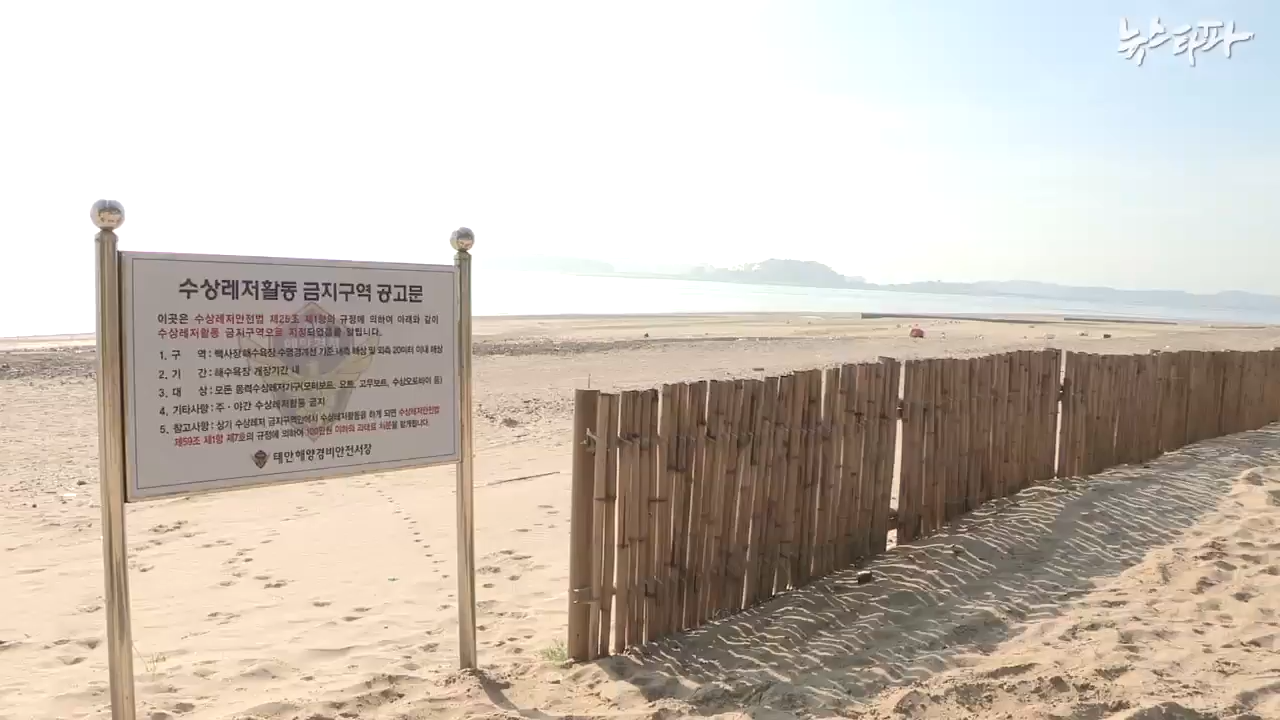 뉴스타파
수상레저활동 금지구역 공고문
이곳은 수상레저안전법 제25조 제1항의 규정에 의하여 아래와 같이
수상레저활동 금지구역으로 지정되었음을 알립니다.
1. 구 역 : 백사장해수욕장 수영경계선 기준 내측 해상 및 외측 20미터 이내 해상
2. 기 간 : 해수욕장 개장기간 내
3. 대 상 : 모든 동력수상레저기구(모터보트, 요트, 고무보트, 수상오토바이 등)
4. 기타사항 : 주·야간 수상레저활동 금지
5. 참고사항 : 상기 수상레저 금지구역안에서 수상레저활동을 하게 되면 수상레저안전법
제59조 제1항 제7호의 규정에 의하여 100만원 이하의 과태료 처분을 받게됩니다.
태안해양경비안전서장